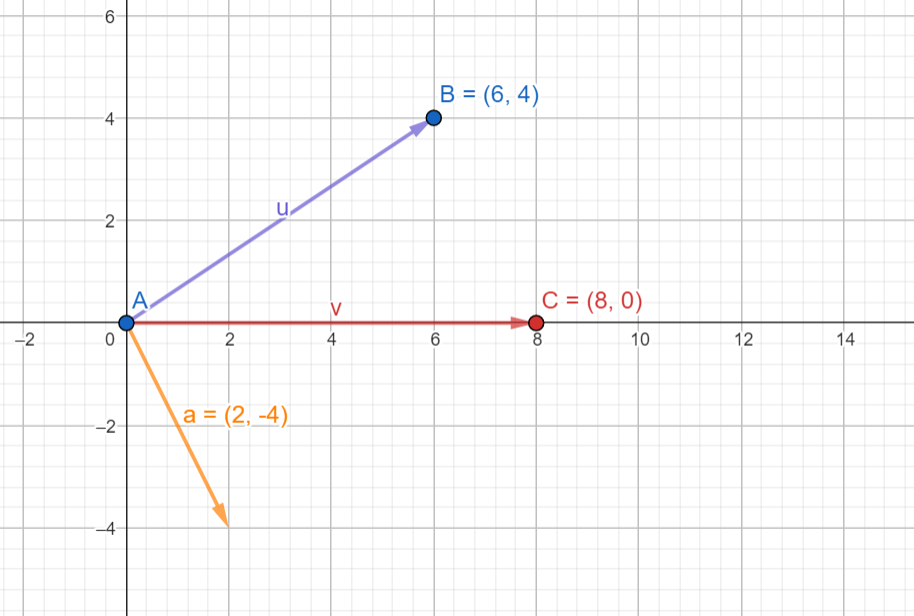 6
B = (6, 4)
4
u
2
A
v
C = (8, 0)
–2
0
2
4
6
8
10
12
14
a = (2, -4)
–2
–4